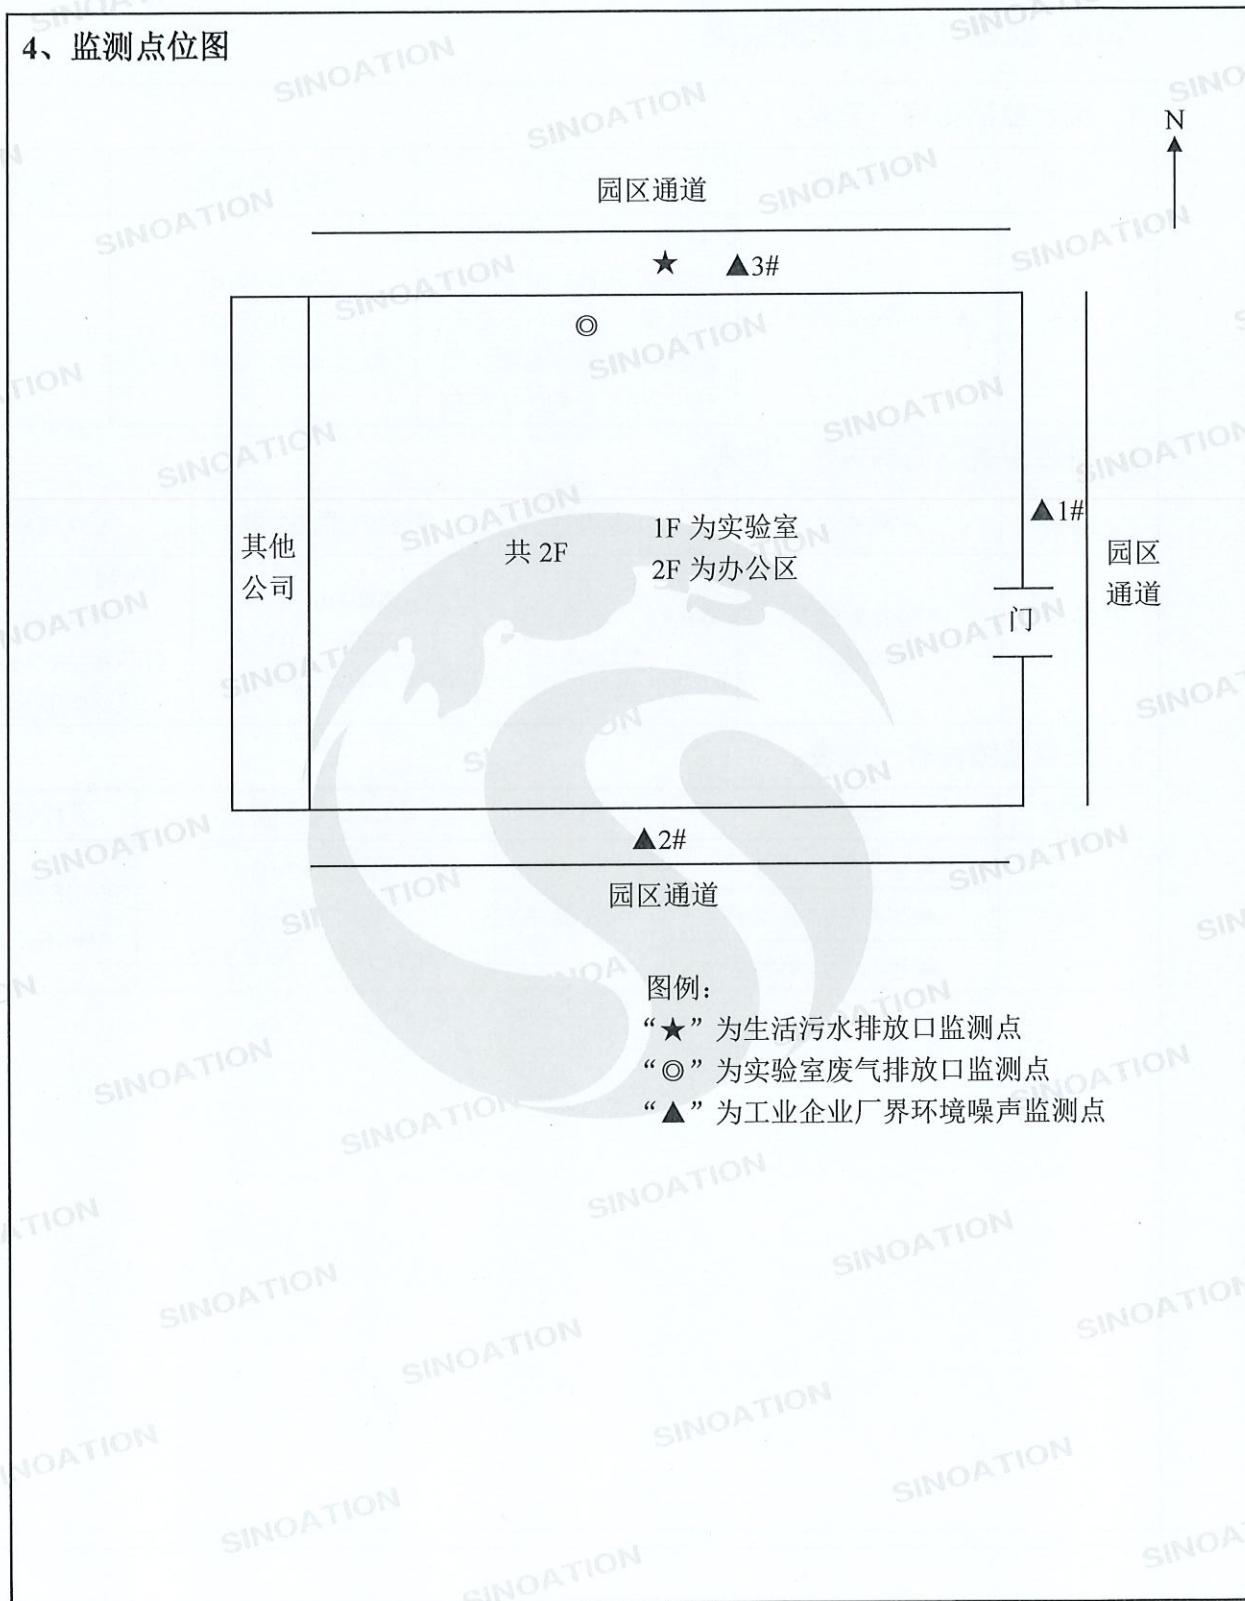 4、监测点位图
N
园区通道
★ ▲3#
◎
▲1#
其他
公司
共 2F
1F 为实验室
2F 为办公区
园区
通道
门
▲2#
园区通道
图例：
“★”为生活污水排放口监测点
“◎”为实验室废气排放口监测点
“▲”为工业企业厂界环境噪声监测点
SINOATION